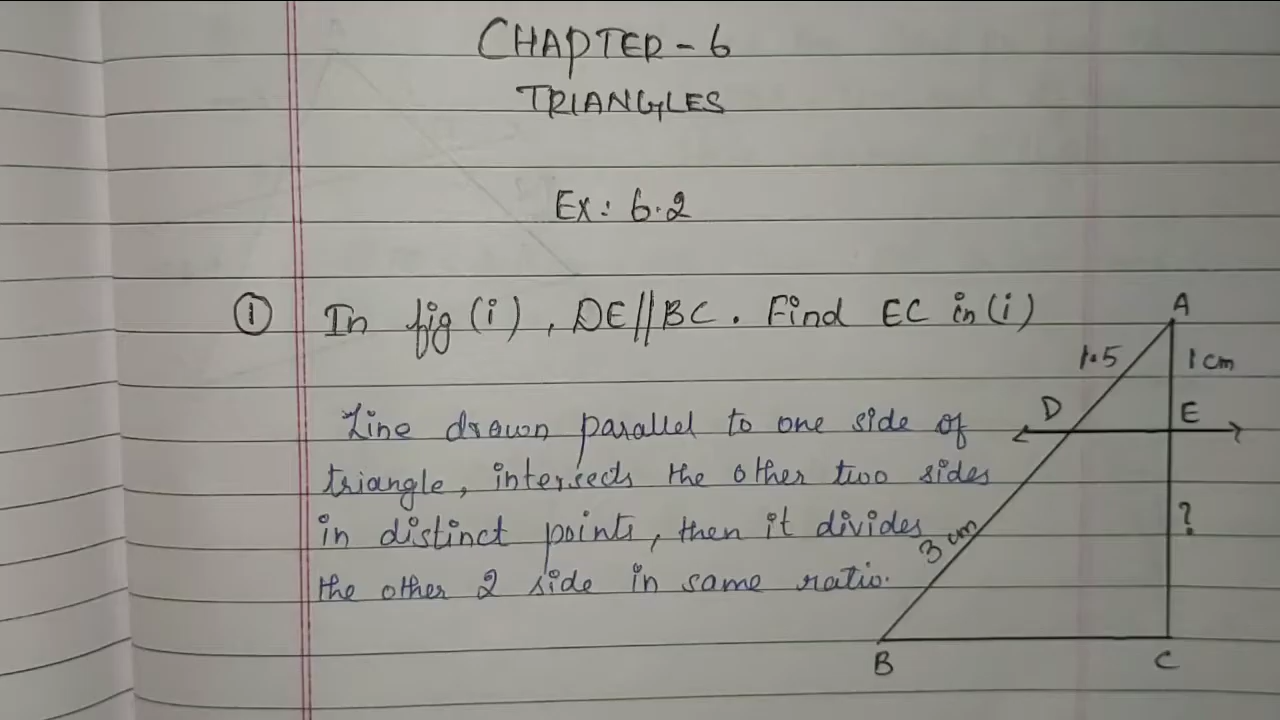 CHAPTER - 6
TRIANGLES
Ex: 6.2
① In fig (i), DE//BC. Find EC in (i)
A
1.5
1 cm
Line drawn parallel to one side of
D
E
triangle, intersects the other two sides
in distinct points, then it divides
3 cm
?
the other 2 side in same ratio.
B
C